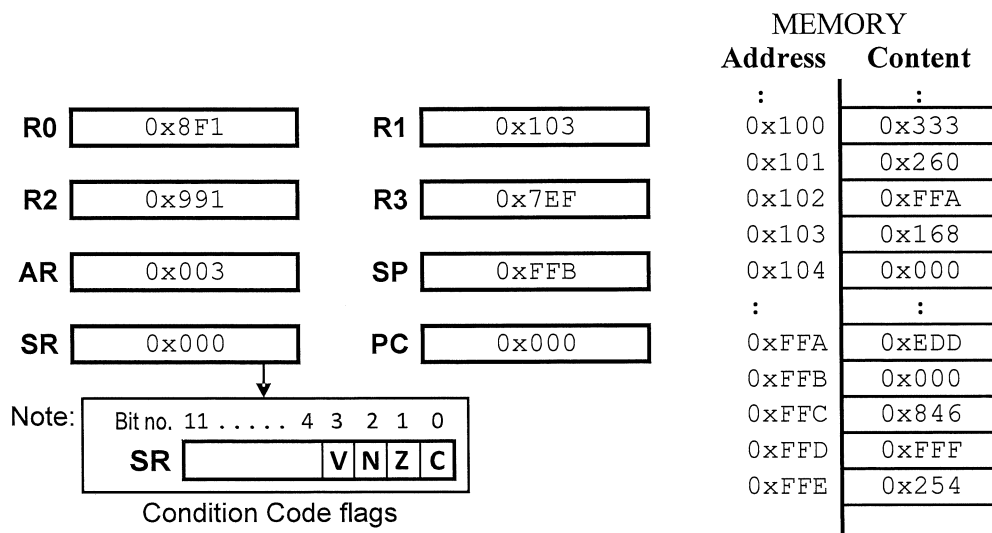 MEMORY
Address Content
: :
R0 0x8F1 R1 0x103
0x100 0x333
0x101 0x260
R2 0x991 R3 0x7EF
0x102 0xFFA
0x103 0x168
AR 0x003 SP 0xFFB
0x104 0x000
: :
SR 0x000 PC 0x000
0xFFA 0xEDD
0xFFB 0x000
Note: Bit no. 11 ..... 4 3 2 1 0
0xFFC 0x846
SR V N Z C
0xFFD 0xFFF
0xFFE 0x254
Condition Code flags